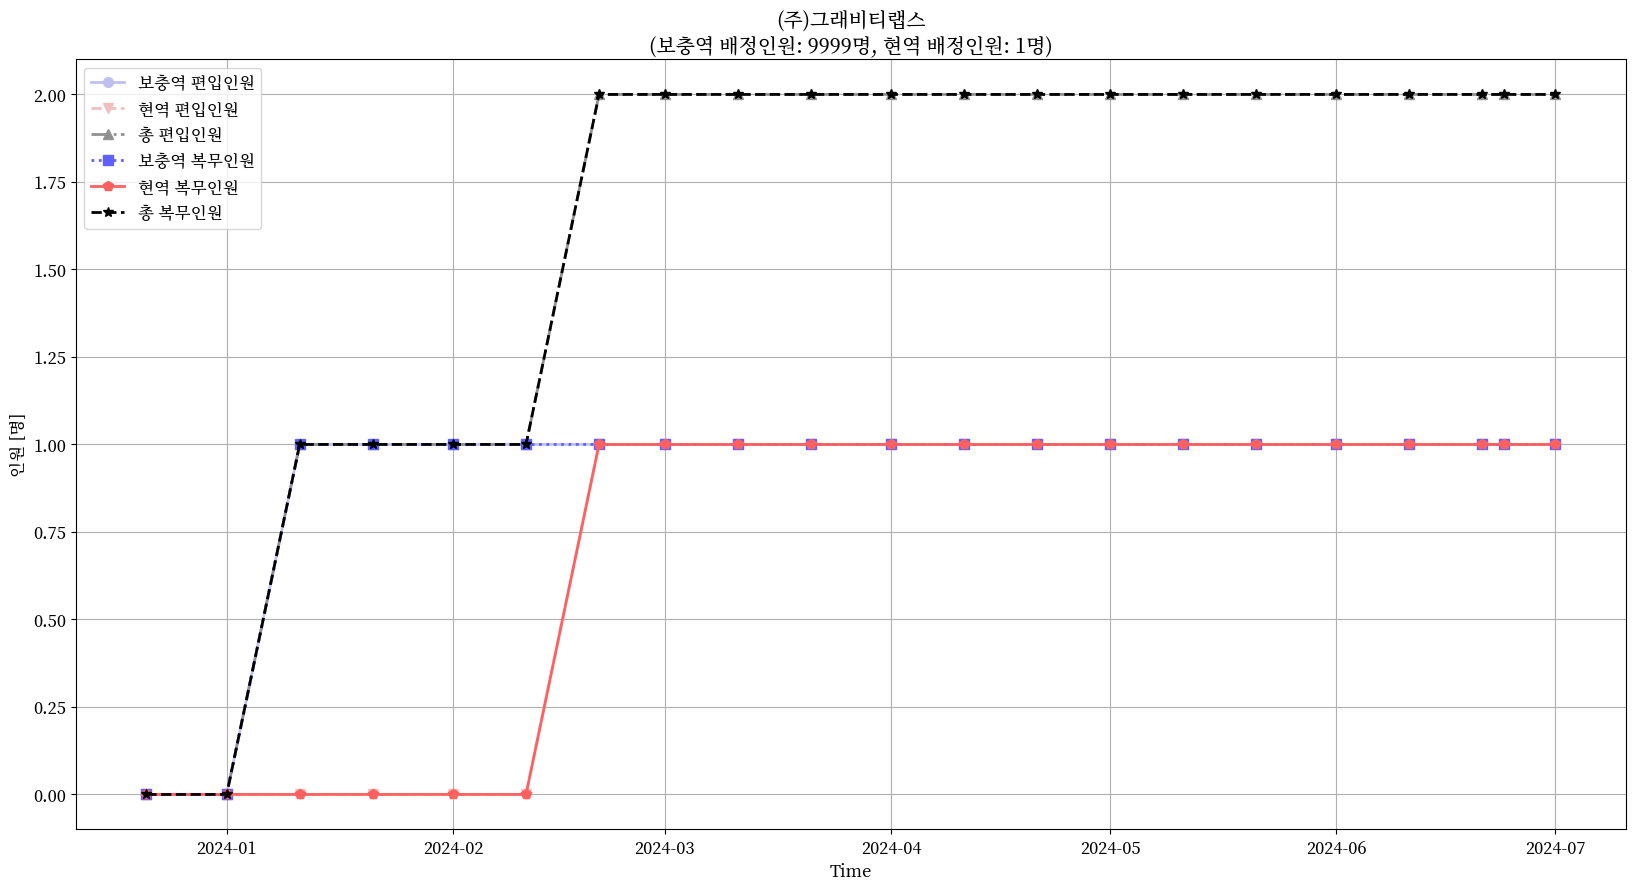 (주)그래비티랩스
(보충역 배정인원: 9999명, 현역 배정인원: 1명)
보충역 편입인원
현역 편입인원
총 편입인원
보충역 복무인원
현역 복무인원
총 복무인원
인원 [명]
2.00
1.75
1.50
1.25
1.00
0.75
0.50
0.25
0.00
2024-01 2024-02 2024-03 2024-04 2024-05 2024-06 2024-07
Time